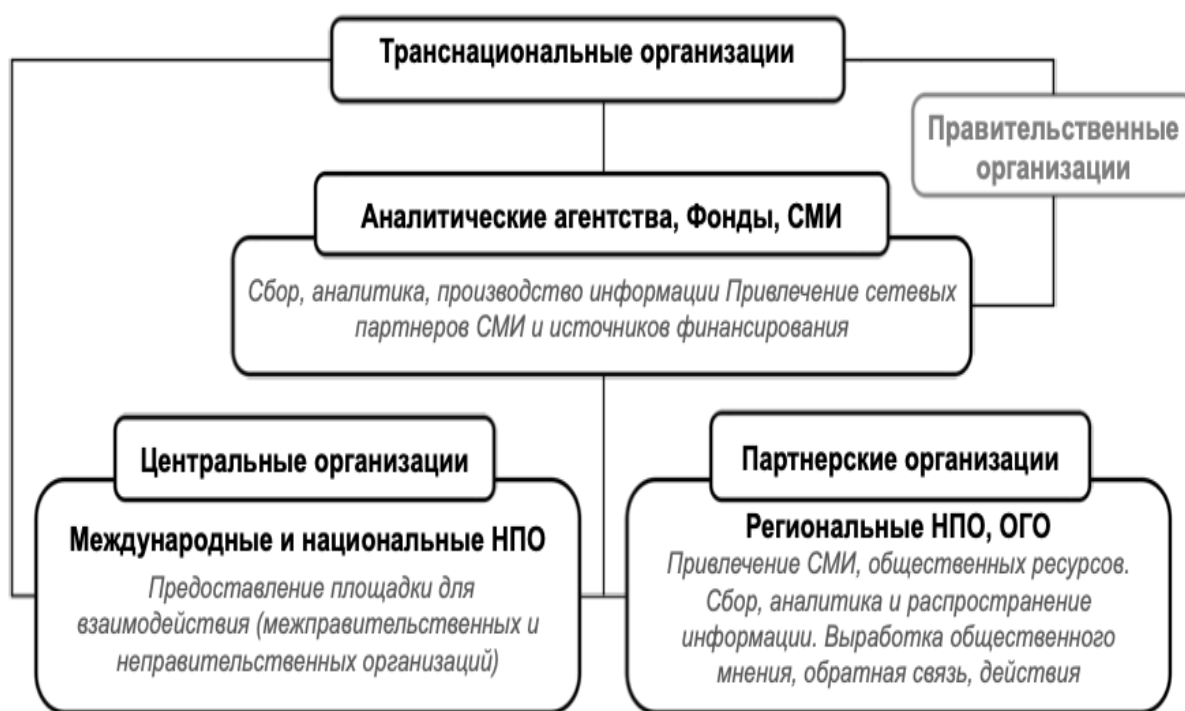 Транснациональные организации
Правительственные
организации
Аналитические агентства, Фонды, СМИ
Сбор, аналитика, производство информации Привлечение сетевых
партнеров СМИ и источников финансирования
Центральные организации
Международные и национальные НПО
Предоставление площадки для
взаимодействия (межправительственных и
неправительственных организаций)
Партнерские организации
Региональные НПО, ОГО
Привлечение СМИ, общественных ресурсов.
Сбор, аналитика и распространение
информации. Выработка общественного
мнения, обратная связь, действия